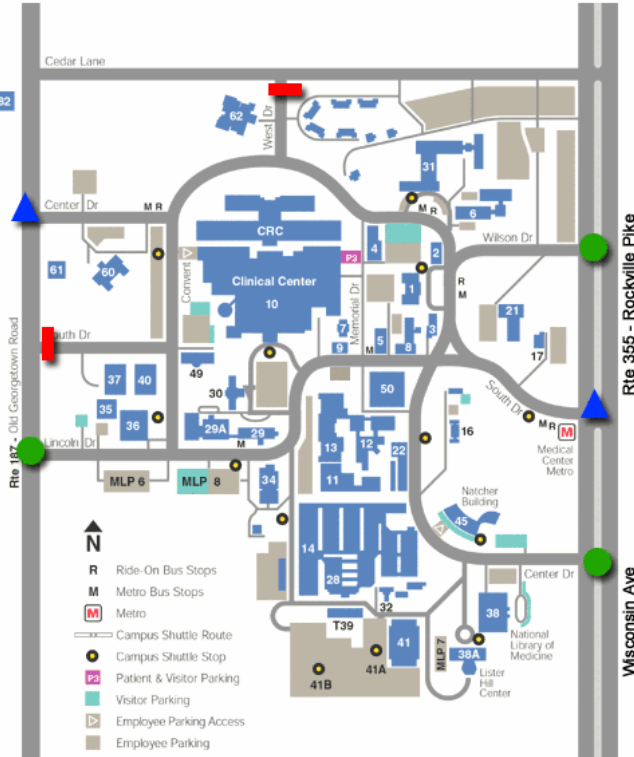 Cedar Lane
82
62
West Dr
31
Center Dr
M R
M R
6
CRC
Wilson Dr
4
2
P3
61
60
Convent
Clinical Center
10
1
R
M
Memorial Dr
21
7
3
5
8
9
M
17
outh Dr
49
37
40
30
50
South Dr
35
36
29A
29
M
16
M R
M
Medical
Center
Metro
Lincoln Dr
13
12
22
MLP 6
MLP 8
34
11
Natcher
Building
45
14
28
Center Dr
32
T39
38
41
MLP 7
38A
41A
41B
National
Library of
Medicine
Lister
Hill
Center
N
R Ride-On Bus Stops
M Metro Bus Stops
M Metro
Campus Shuttle Route
Campus Shuttle Stop
P3 Patient & Visitor Parking
Visitor Parking
Employee Parking Access
Employee Parking
Rte 187 - Old Georgetown Road
Rte 355 - Rockville Pike
Wisconsin Ave